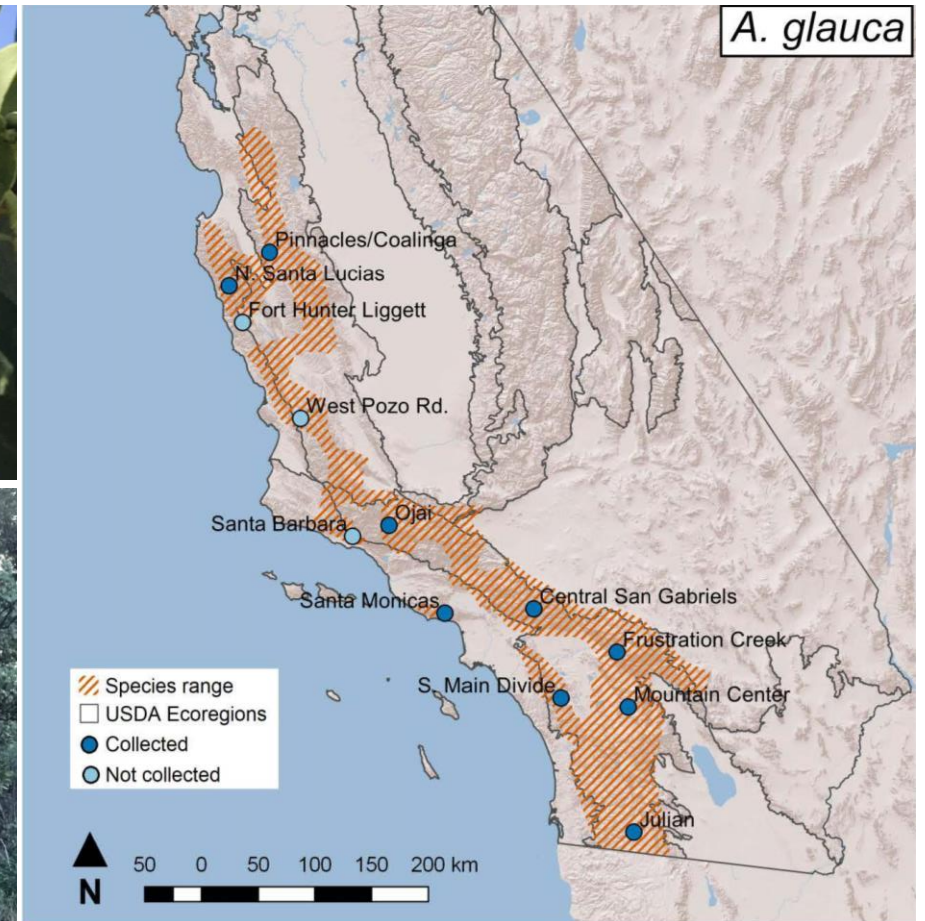 A. glauca
Pinnacles/Coalinga
N. Santa Lucias
Fort Hunter Liggett
West Pozo Rd.
Ojai
Santa Barbara
Central San Gabriels
Santa Monicas
Frustration Creek
S. Main Divide
Mountain Center
Julian
Species range
USDA Ecoregions
Collected
Not collected
50 0 50 100 150 200 km
N